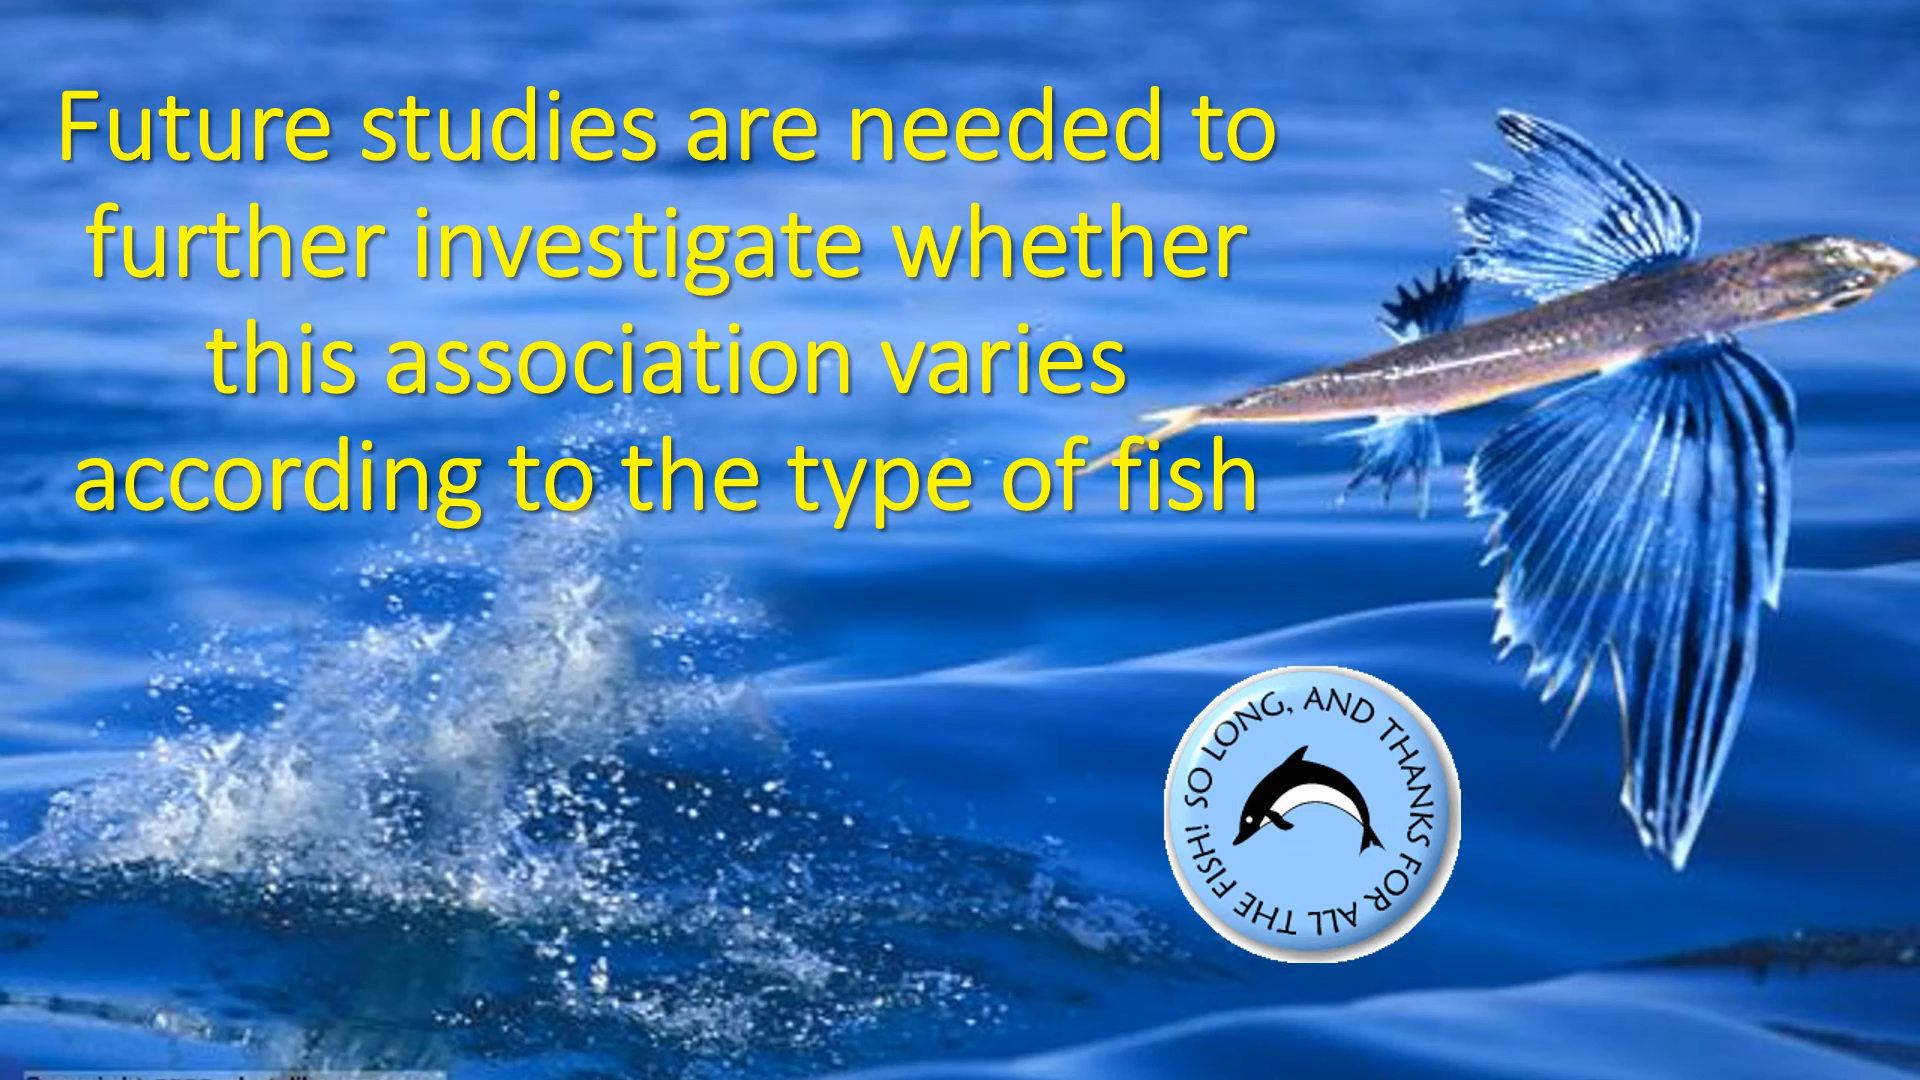 Future studies are needed to
further investigate whether
this association varies
according to the type of fish
SO LONG, AND THANKS FOR ALL THE FISH!